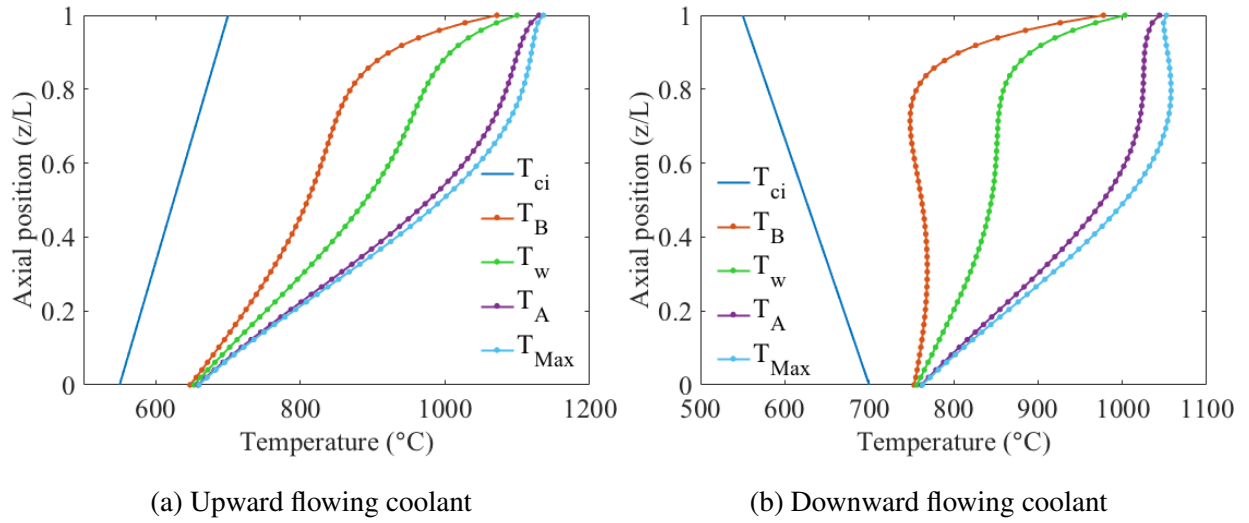 1
0.8
0.6
0.4
0.2
0
Axial position (z/L)
600
800
1000
1200
Temperature (°C)
T_ci
T_B
T_w
T_A
T_Max
(a) Upward flowing coolant
1
0.8
0.6
0.4
0.2
0
Axial position (z/L)
500
600
700
800
900
1000
1100
Temperature (°C)
T_ci
T_B
T_w
T_A
T_Max
(b) Downward flowing coolant